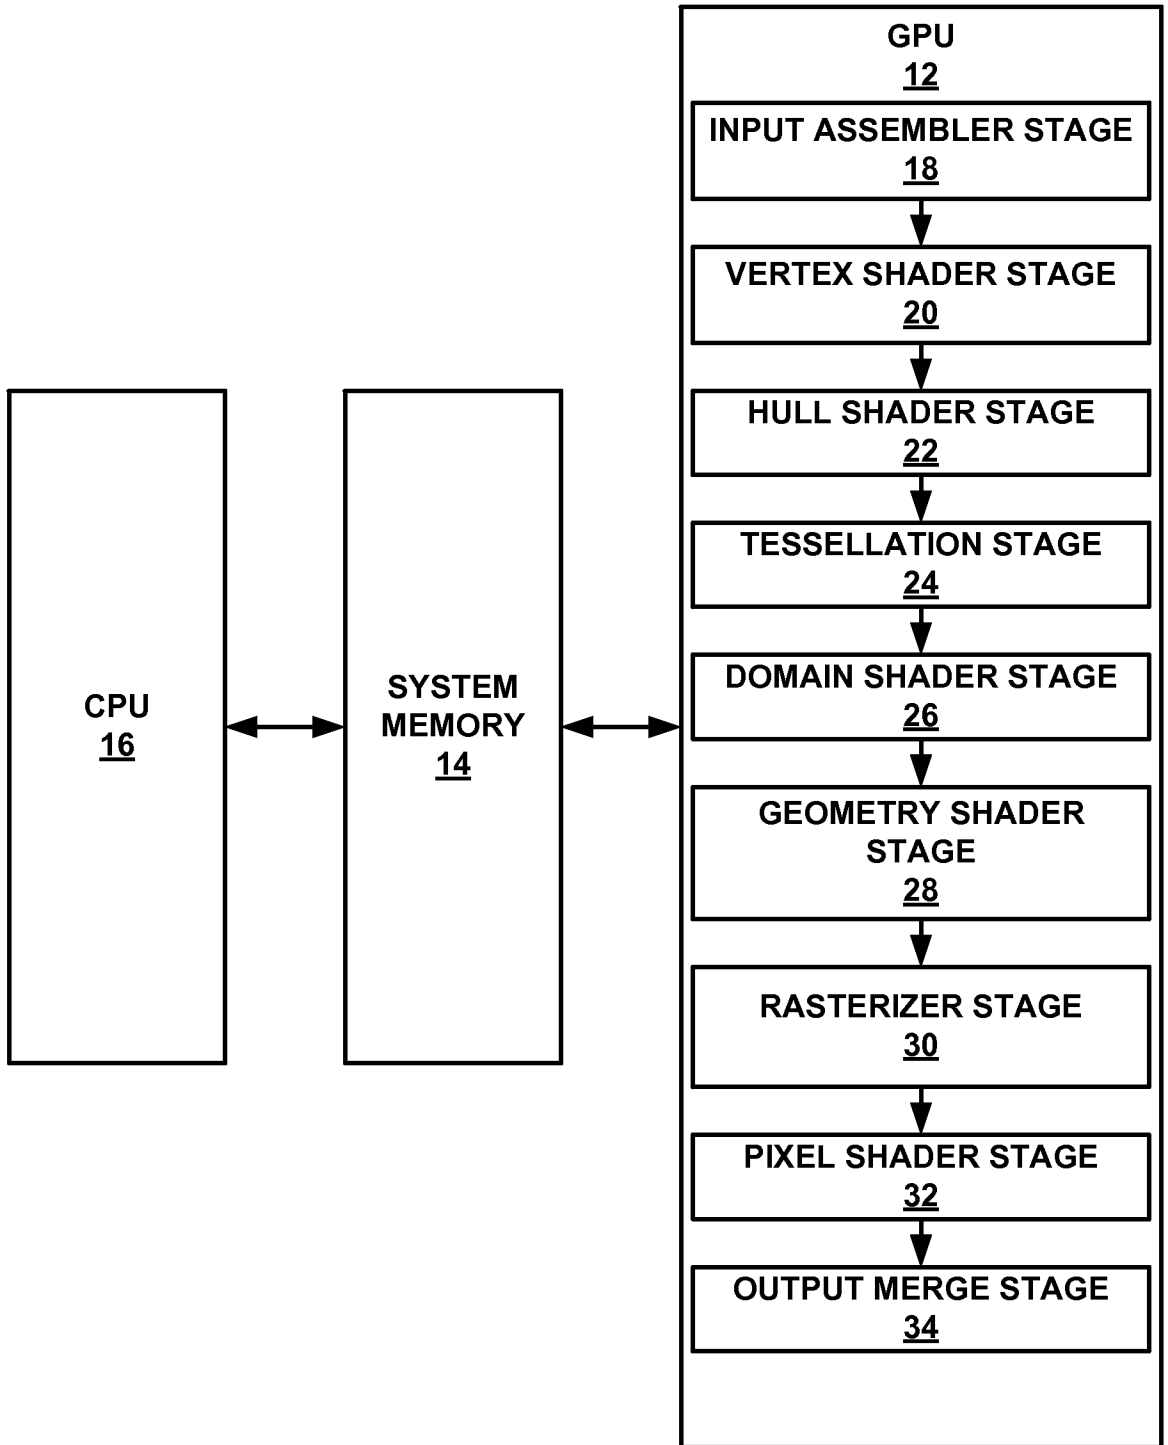 GPU
12
INPUT ASSEMBLER STAGE
18
VERTEX SHADER STAGE
20
HULL SHADER STAGE
22
TESSELLATION STAGE
24
DOMAIN SHADER STAGE
26
GEOMETRY SHADER
STAGE
28
RASTERIZER STAGE
30
PIXEL SHADER STAGE
32
OUTPUT MERGE STAGE
34
CPU
16
SYSTEM
MEMORY
14